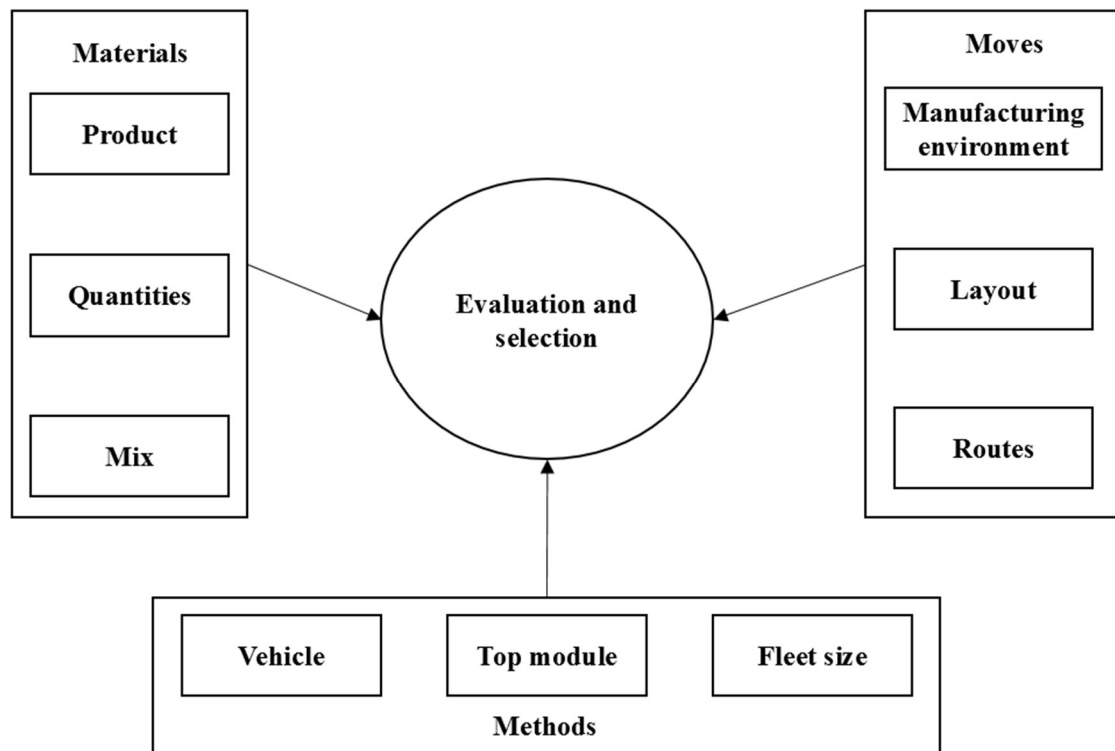 Materials
Product
Quantities
Mix
Evaluation and
selection
Moves
Manufacturing
environment
Layout
Routes
Vehicle
Top module
Fleet size
Methods